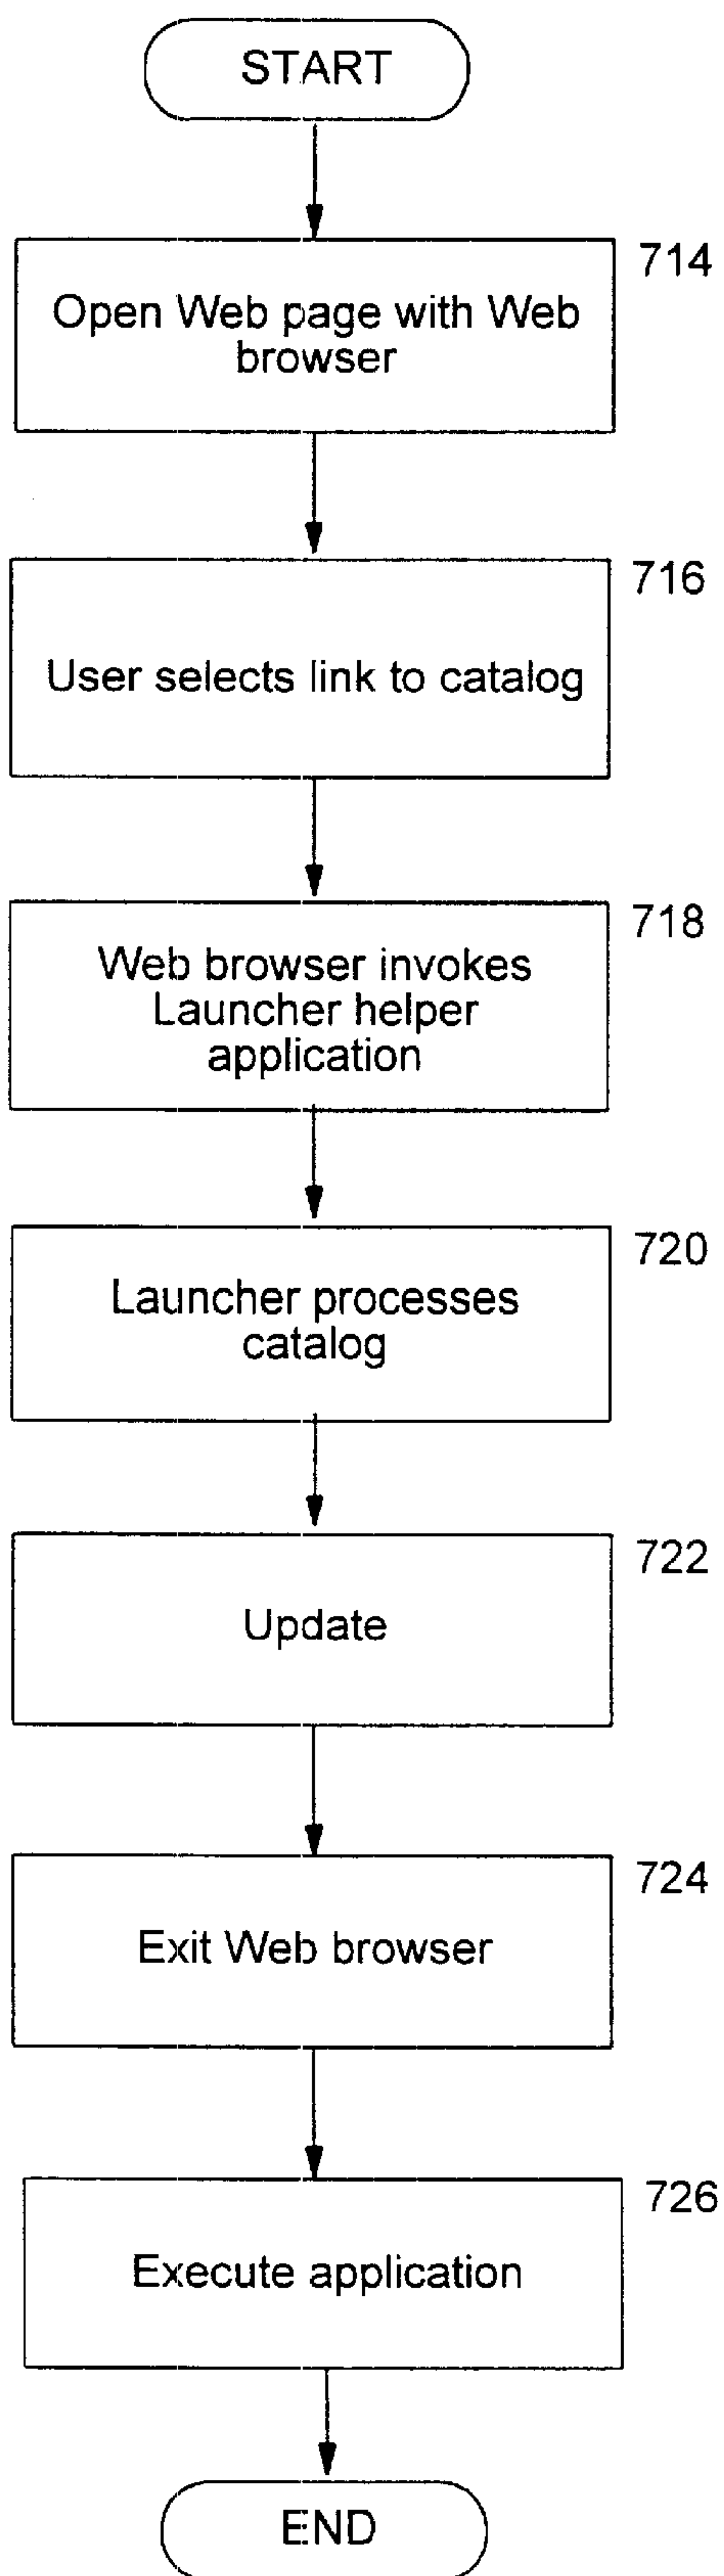 START
714
Open Web page with Web
browser
716
User selects link to catalog
718
Web browser invokes
Launcher helper
application
720
Launcher processes
catalog
722
Update
724
Exit Web browser
726
Execute application
END